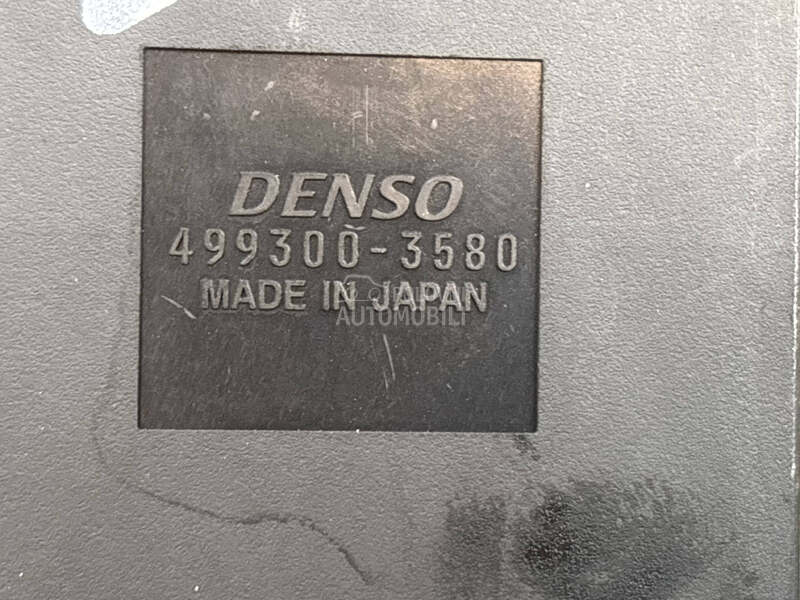 DENSO
499300-3580
MADE IN JAPAN
AUTOMOBILI